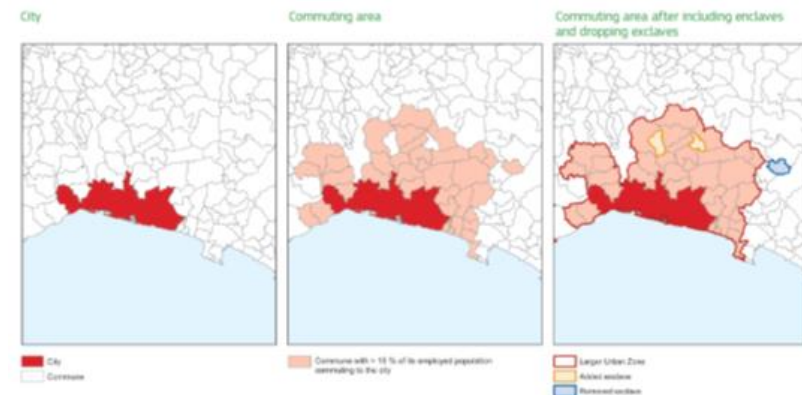 City
Commuting area
Commuting area after including enclaves
and dropping exclaves
City
Commune
Commune with > 15 % of its employed population
commuting to the city
Larger Urban Zone
Added enclave
Removed exclave